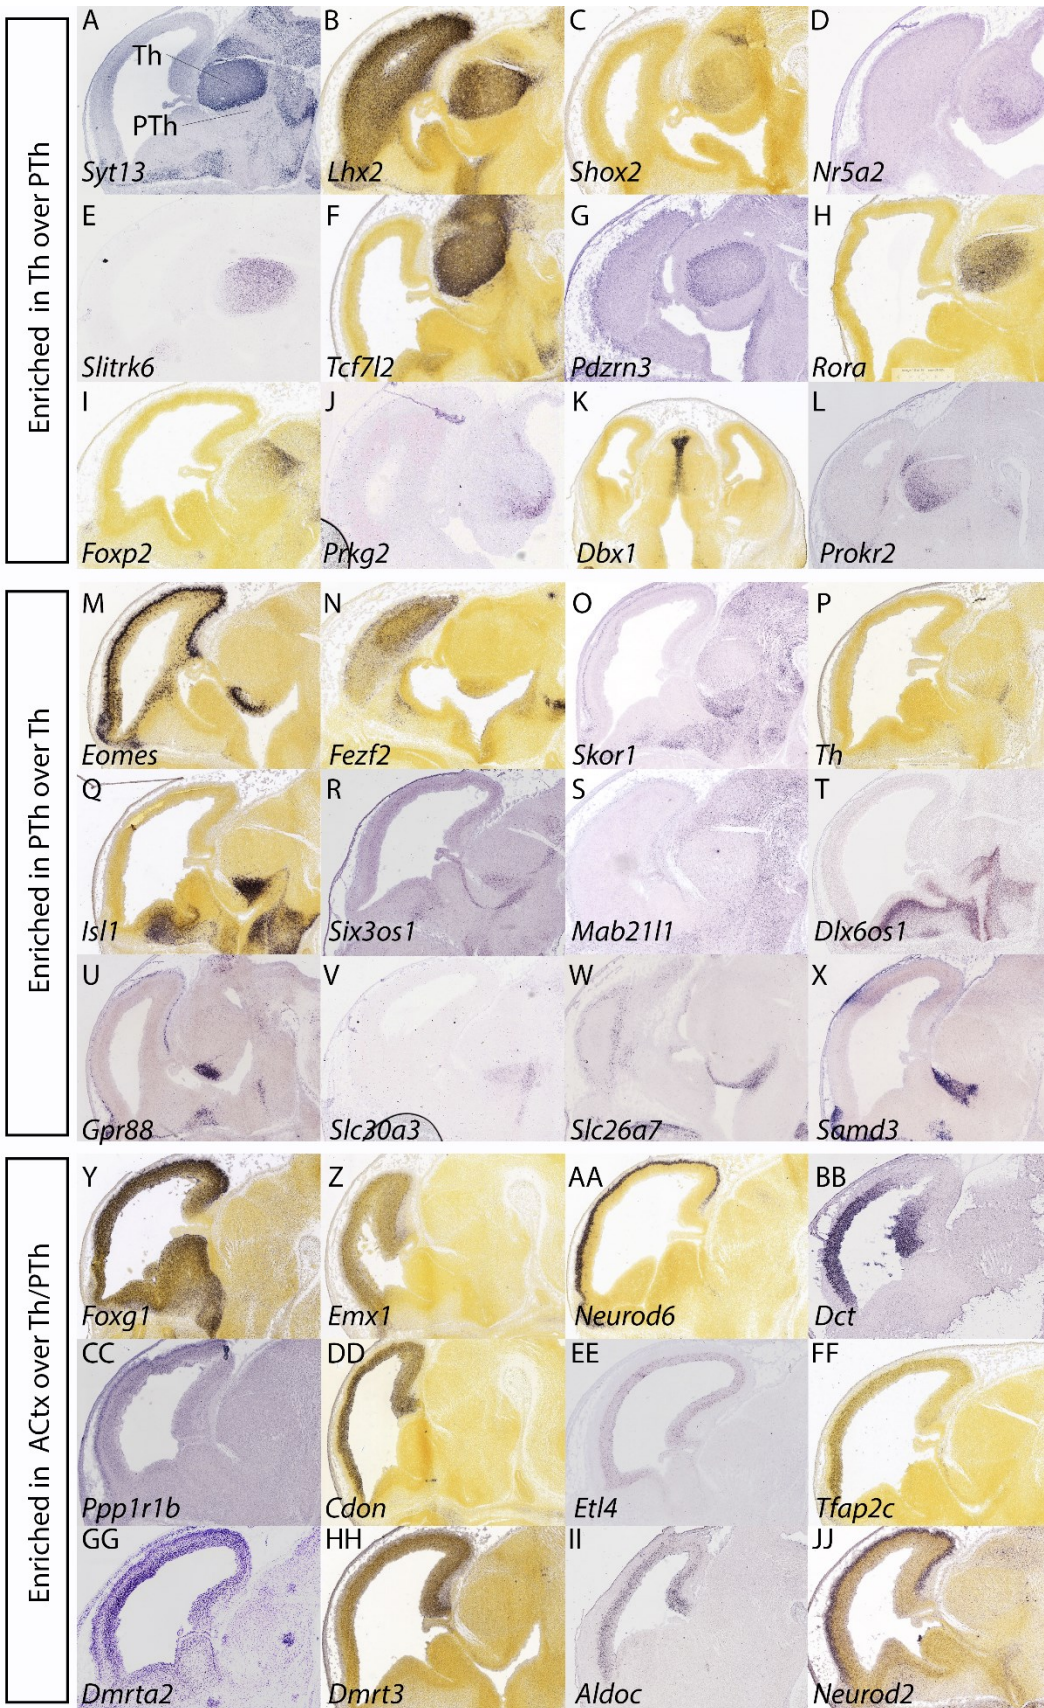 Enriched in Th over PTh
A
Th
PTh
Syt13
B
Lhx2
C
Shox2
D
Nr5a2
E
Slitrk6
F
Tcf7l2
G
Pdzrn3
H
Rora
I
Foxp2
J
Prkg2
K
Dbx1
L
Prokr2
Enriched in PTh over Th
M
Eomes
N
Fezf2
O
Skor1
P
Th
Q
Isl1
R
Six3os1
S
Mab21l1
T
Dlx6os1
U
Gpr88
V
Slc30a3
W
Slc26a7
X
Samd3
Enriched in ACtx over Th/PTh
Y
Foxg1
Z
Emx1
AA
Neurod6
BB
Dct
CC
Ppp1r1b
DD
Cdon
EE
Etl4
FF
Tfap2c
GG
Dmrta2
HH
Dmrt3
II
Aldoc
JJ
Neurod2